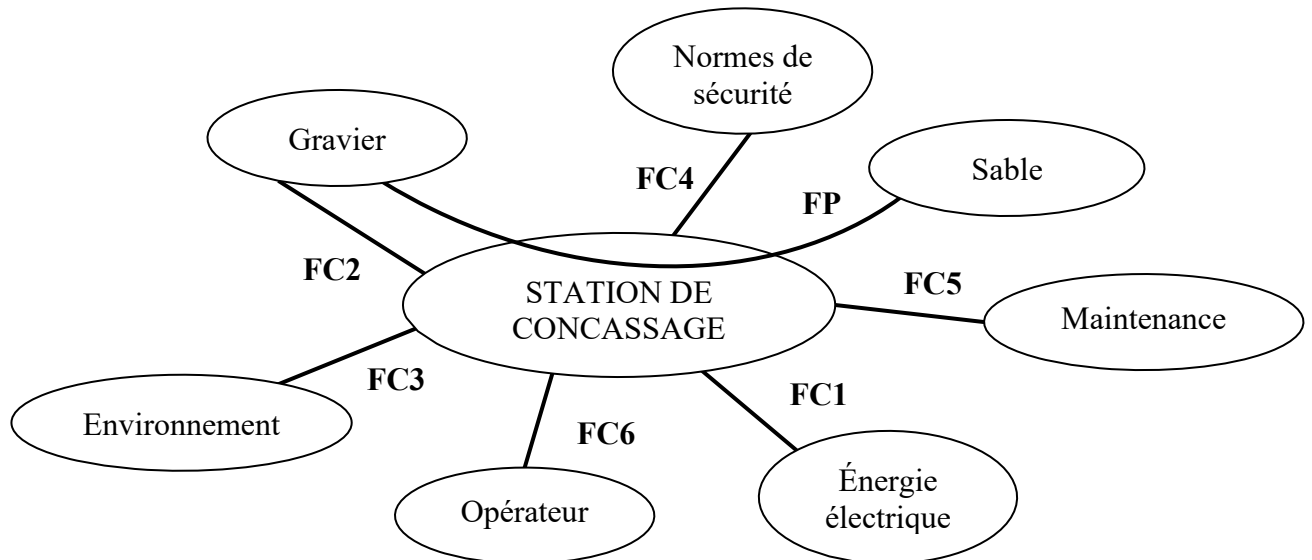 Normes de
sécurité
Gravier
Sable
FC4
FP
FC2
FC5
STATION DE
CONCASSAGE
Maintenance
FC3
FC1
Environnement
FC6
Énergie
électrique
Opérateur